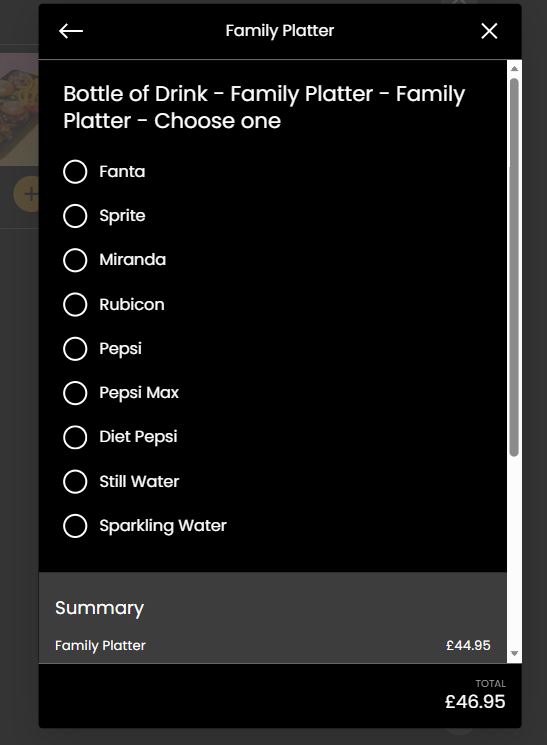 Family Platter
Bottle of Drink - Family Platter - Family
Platter - Choose one
Fanta
Sprite
Miranda
Rubicon
Pepsi
Pepsi Max
Diet Pepsi
Still Water
Sparkling Water
Summary
Family Platter £44.95
TOTAL
£46.95